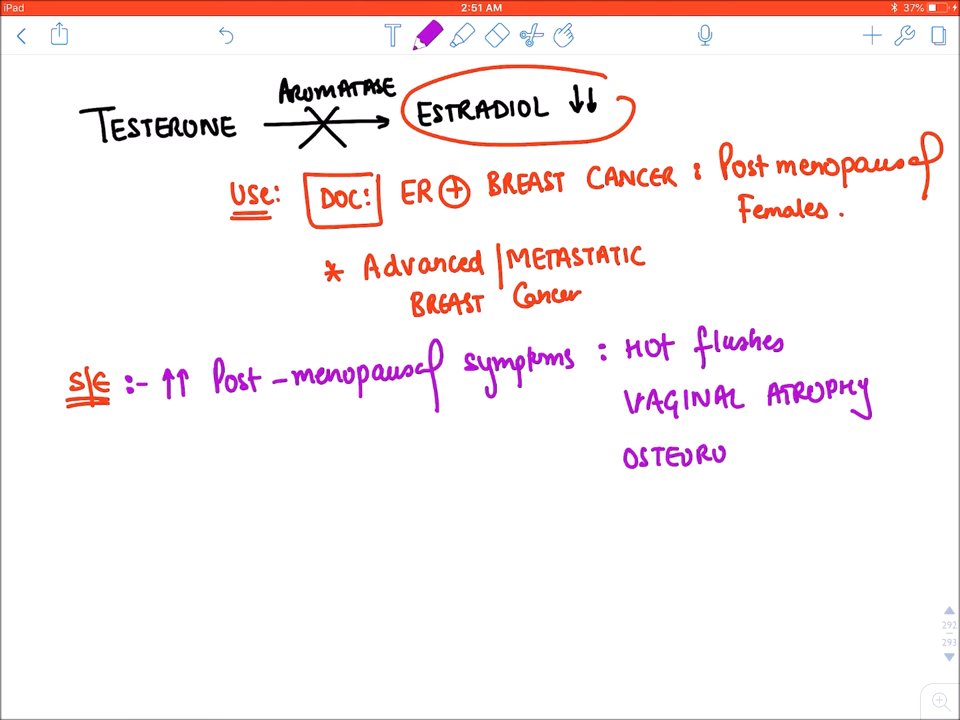 iPad 2:51 AM 37%
AROMATASE
TESTERONE ESTRADIOL ↓↓
USE: DOC: ER + BREAST CANCER : Post menopausal
Females.
* Advanced | METASTATIC
BREAST Cancer
S/E :- ↑↑ Post-menopausal symptoms : HOT flushes
VAGINAL ATROPHY
OSTEORO
292
293